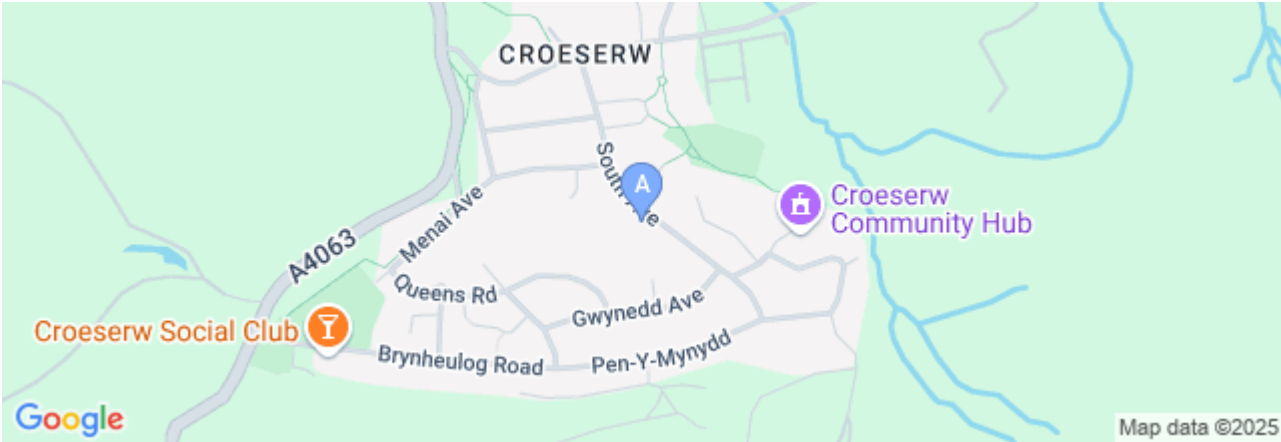 CROESERW
South Ave
A
Croeserw
Community Hub
Menai Ave
A4063
Queens Rd
Gwynedd Ave
Croeserw Social Club
Brynheulog Road
Pen-Y-Mynydd
Google
Map data ©2025